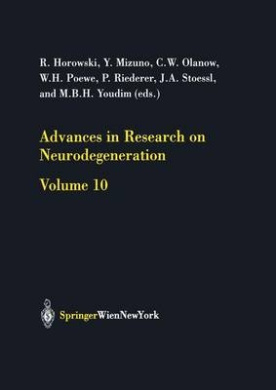 R. Horowski, Y. Mizuno, C.W. Olanow,
W.H. Poewe, P. Riederer, J.A. Stoessl,
and M.B.H. Youdim (eds.)
Advances in Research on
Neurodegeneration
Volume 10
SpringerWienNewYork